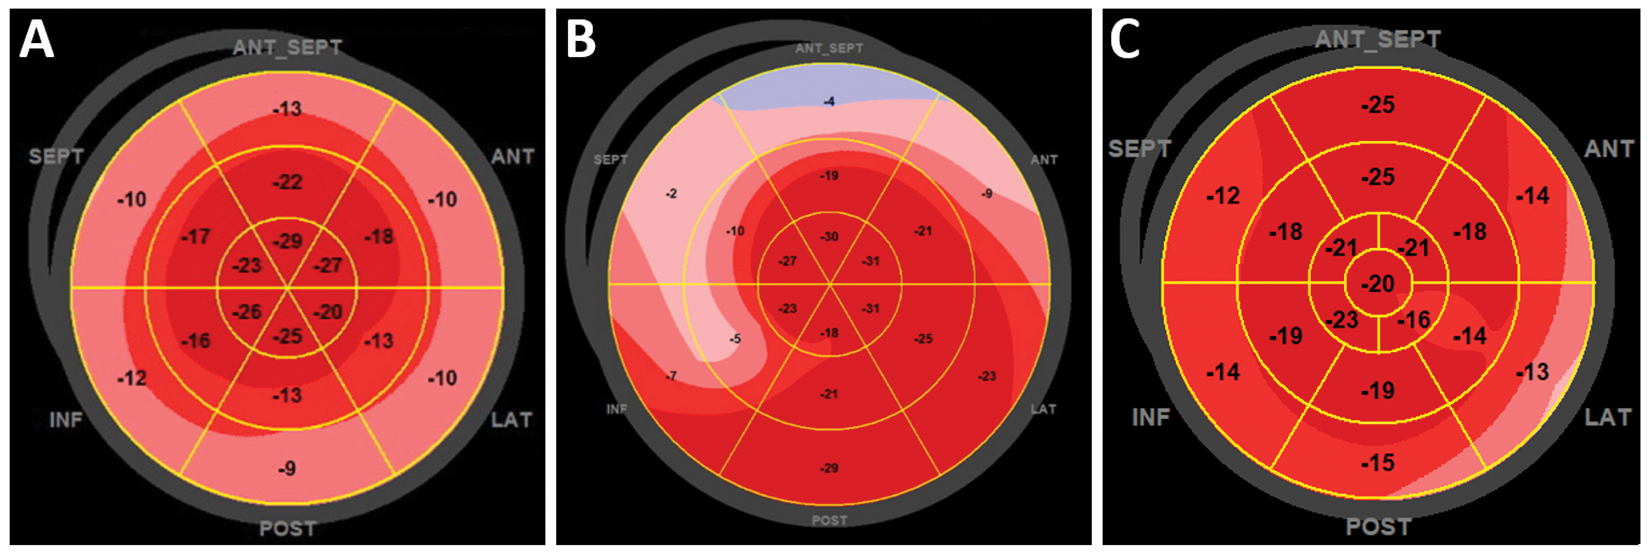 A
ANT_SEPT
-13
SEPT
ANT
-10
-10
-22
-17
-18
-29
-23
-27
-26
-20
-25
-16
-13
-12
-10
-13
INF
LAT
-9
POST
B
ANT_SEPT
-4
SEPT
ANT
-2
-9
-19
-10
-21
-30
-27
-31
-23
-31
-18
-5
-25
-7
-23
-21
INF
LAT
-29
POST
C
ANT_SEPT
-25
SEPT
ANT
-12
-14
-25
-18
-18
-21
-21
-20
-23
-16
-19
-14
-14
-13
-19
INF
LAT
-15
POST